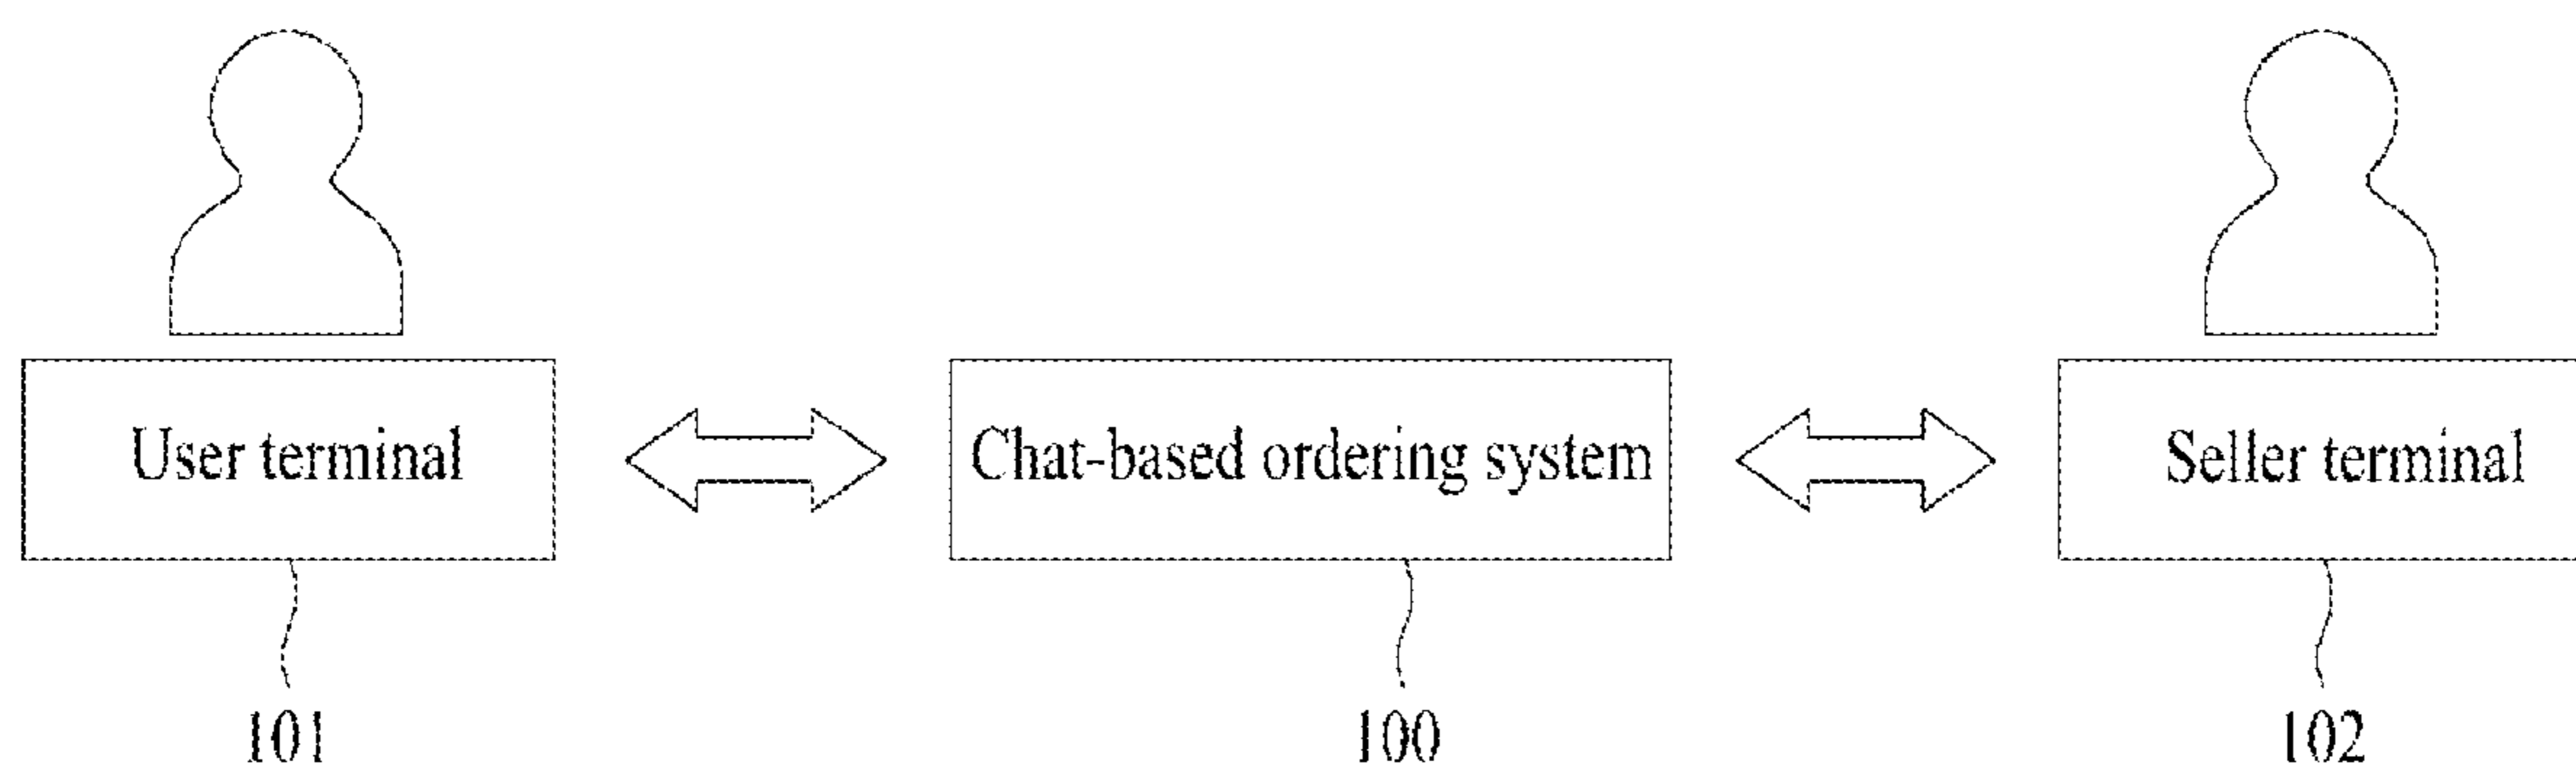 User terminal
Chat-based ordering system
Seller terminal
101
100
102